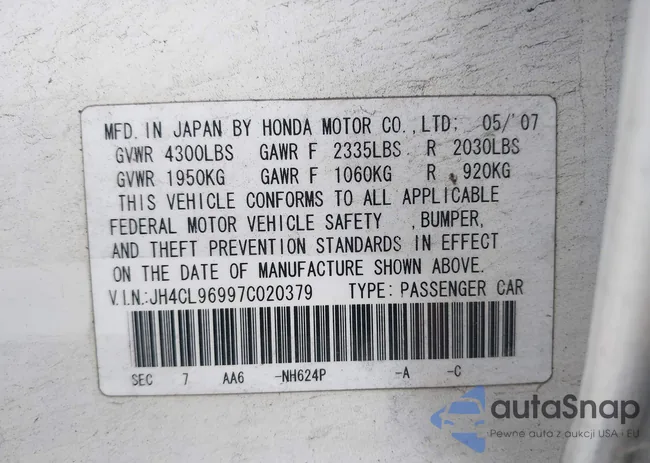 MFD. IN JAPAN BY HONDA MOTOR CO.,LTD; 05/'07
GVWR 4300LBS GAWR F 2335LBS R 2030LBS
GVWR 1950KG GAWR F 1060KG R 920KG
THIS VEHICLE CONFORMS TO ALL APPLICABLE
FEDERAL MOTOR VEHICLE SAFETY ,BUMPER,
AND THEFT PREVENTION STANDARDS IN EFFECT
ON THE DATE OF MANUFACTURE SHOWN ABOVE.
V.I.N.:JH4CL96997C020379 TYPE: PASSENGER CAR
SEC 7 AA6 -NH624P -A -C
autaSnap
Pewne auta z aukcji USA i EU